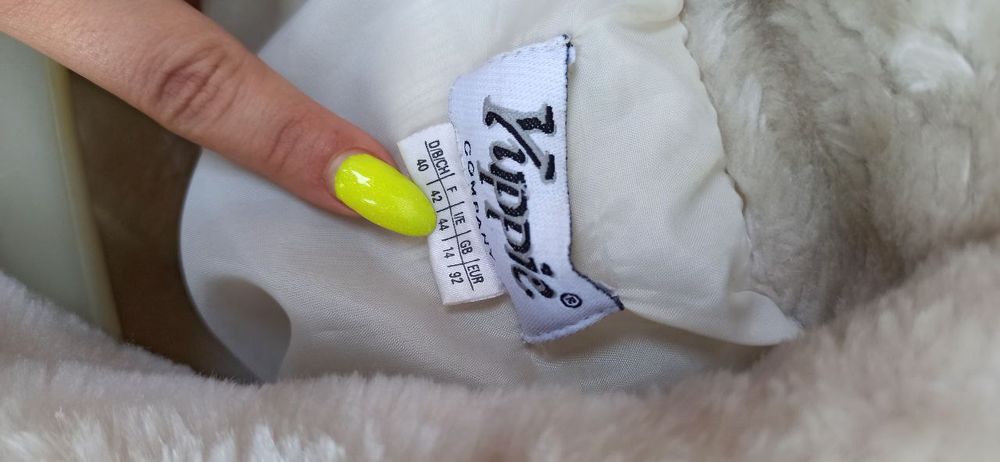 Yuppie®
COMPANY
D/B/CH | F | I/E | GB | EUR
40 | 42 | 44 | 14 | 92